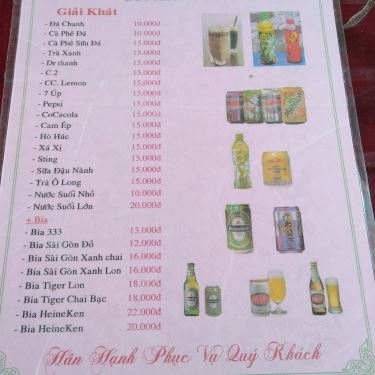 Giải Khát
- Đá Chanh 10.000đ
- Cà Phê Đá 10.000đ
- Cà Phê Sữa Đá 15.000đ
- Trà Xanh 15.000đ
- Dr thanh 15.000đ
- C 2 15.000đ
- CC. Lemon 15.000đ
- 7 Úp 15.000đ
- Pepsi 15.000đ
- CoCacola 15.000đ
- Cam Ép 15.000đ
- Hò Húc 15.000đ
- Xá Xị 15.000đ
- Sting 15.000đ
- Sữa Đậu Nành 15.000đ
- Trà Ô Long 15.000đ
- Nước Suối Nhỏ 10.000đ
- Nước Suối Lớn 20.000đ
+ Bia
- Bia 333 13.000đ
- Bia Sài Gòn Đỏ 12.000đ
- Bia Sài Gòn Xanh chai 16.000đ
- Bia Sài Gòn Xanh Lon 16.000đ
- Bia Tiger Lon 18.000đ
- Bia Tiger Chai Bạc 18.000đ
- Bia HeineKen 22.000đ
- Bia HeineKen 20.000đ
Heineken
Hân Hạnh Phục Vụ Quý Khách